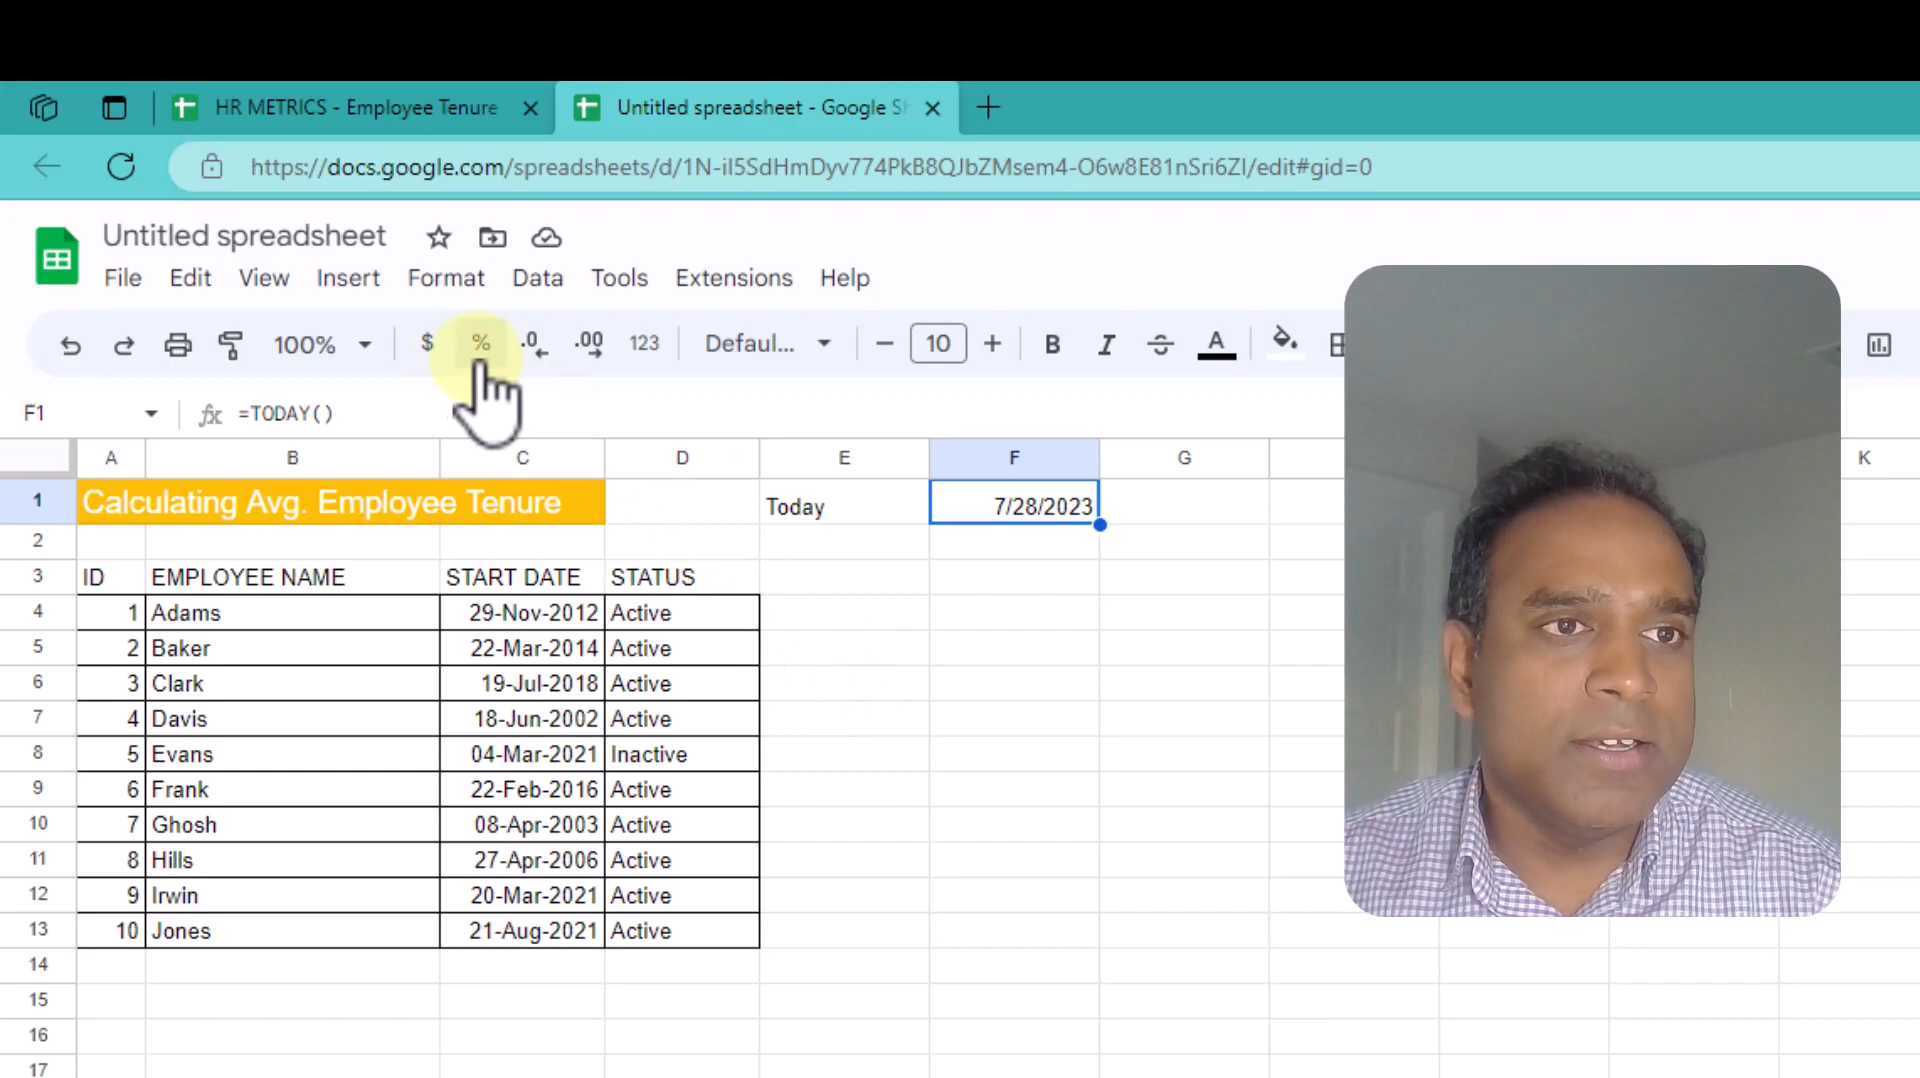 HR METRICS - Employee Tenure
Untitled spreadsheet - Google Sh
https://docs.google.com/spreadsheets/d/1N-iI5SdHmDyv774PkB8QJbZMsem4-O6w8E81nSri6ZI/edit#gid=0
Untitled spreadsheet
File Edit View Insert Format Data Tools Extensions Help
100% $ % .0 .00 123 Defaul... 10 B I S A
F1 fx =TODAY()
A B C D E F G K
1 Calculating Avg. Employee Tenure Today 7/28/2023
2
3 ID EMPLOYEE NAME START DATE STATUS
4 1 Adams 29-Nov-2012 Active
5 2 Baker 22-Mar-2014 Active
6 3 Clark 19-Jul-2018 Active
7 4 Davis 18-Jun-2002 Active
8 5 Evans 04-Mar-2021 Inactive
9 6 Frank 22-Feb-2016 Active
10 7 Ghosh 08-Apr-2003 Active
11 8 Hills 27-Apr-2006 Active
12 9 Irwin 20-Mar-2021 Active
13 10 Jones 21-Aug-2021 Active
14
15
16
17